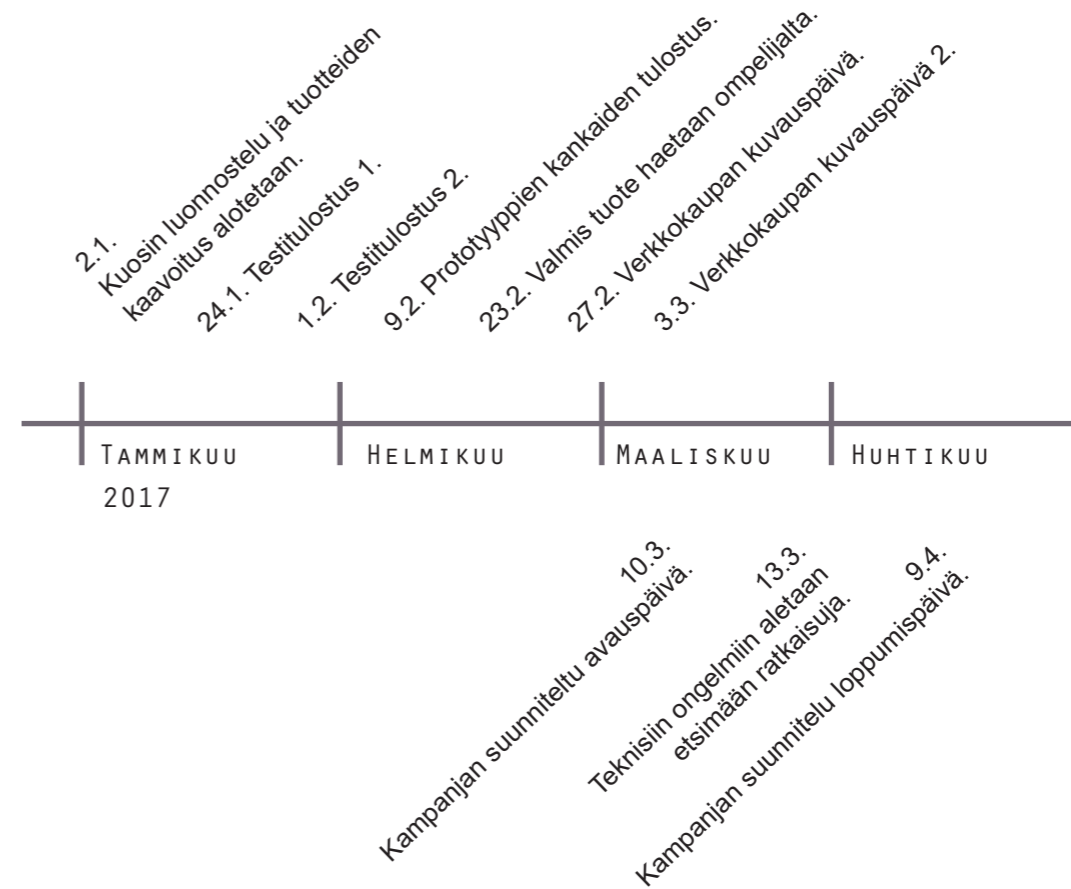 2.1.
Kuosin luonnostelu ja tuotteiden
kaavoitus alotetaan.
24.1. Testitulostus 1.
1.2. Testitulostus 2.
9.2. Prototyyppien kankaiden tulostus.
23.2. Valmis tuote haetaan ompelijalta.
27.2. Verkkokaupan kuvauspäivä.
3.3. Verkkokaupan kuvauspäivä 2.
Tammikuu
2017
Helmikuu
Maaliskuu
Huhtikuu
10.3.
Kampanjan suunniteltu avauspäivä.
13.3.
Teknisiin ongelmiin aletaan
etsimään ratkaisuja.
9.4.
Kampanjan suunnitelu loppumispäivä.